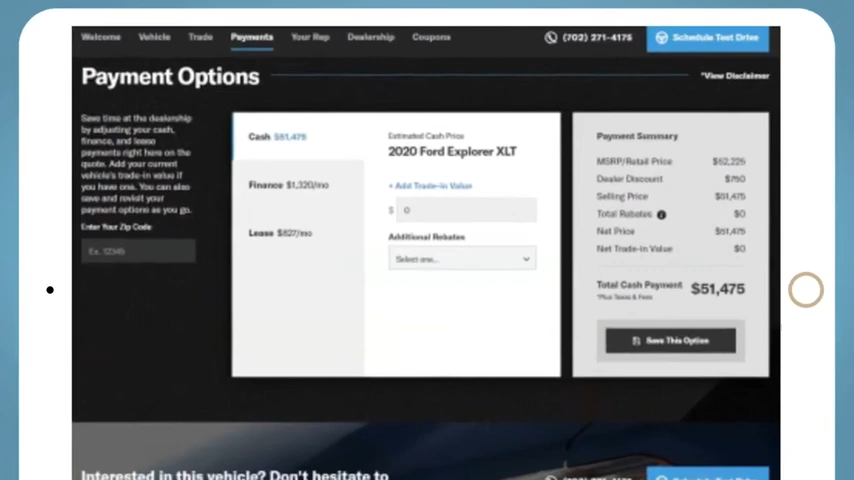 Welcome Vehicle Trade Payments Your Rep Dealership Coupons (702) 271-4175 Schedule Test Drive
Payment Options
*View Disclaimer
Save time at the dealership
by adjusting your cash,
finance, and lease
payments right here on the
quote. Add your current
vehicle's trade-in value if
you have one. You can also
save and revisit your
payment options as you go.
Enter Your Zip Code
Ex. 12345
Cash $51,475
Finance $1,320/mo
Lease $827/mo
Estimated Cash Price
2020 Ford Explorer XLT
+ Add Trade-in Value
$ 0
Additional Rebates
Select one...
Payment Summary
MSRP/Retail Price $52,225
Dealer Discount $750
Selling Price $51,475
Total Rebates $0
Net Price $51,475
Net Trade-in Value $0
Total Cash Payment $51,475
*Plus Taxes & Fees
Save This Option
Interested in this vehicle? Don't hesitate to
(702) 271-4175 Schedule Test Drive